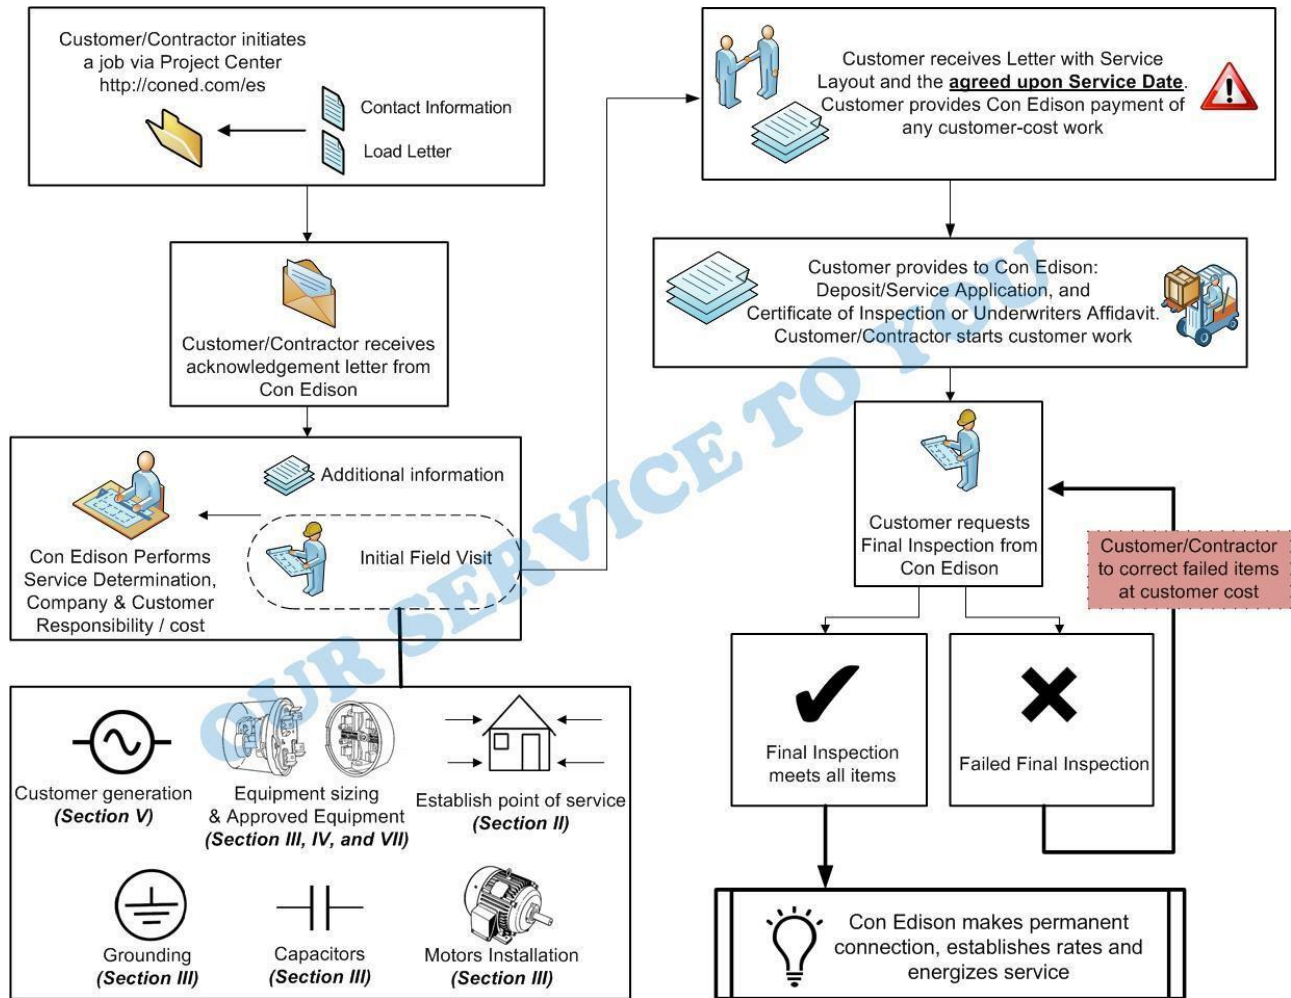 Customer/Contractor initiates
a job via Project Center
http://coned.com/es
Contact Information
Load Letter
Customer/Contractor receives
acknowledgement letter from
Con Edison
Additional information
Initial Field Visit
Con Edison Performs
Service Determination,
Company & Customer
Responsibility / cost
Customer generation
(Section V)
Equipment sizing
& Approved Equipment
(Section III, IV, and VII)
Establish point of service
(Section II)
Grounding
(Section III)
Capacitors
(Section III)
Motors Installation
(Section III)
Customer receives Letter with Service
Layout and the agreed upon Service Date.
Customer provides Con Edison payment of
any customer-cost work
Customer provides to Con Edison:
Deposit/Service Application, and
Certificate of Inspection or Underwriters Affidavit.
Customer/Contractor starts customer work
Customer requests
Final Inspection from
Con Edison
Customer/Contractor
to correct failed items
at customer cost
Final Inspection
meets all items
Failed Final Inspection
Con Edison makes permanent
connection, establishes rates and
energizes service
OUR SERVICE TO YOU